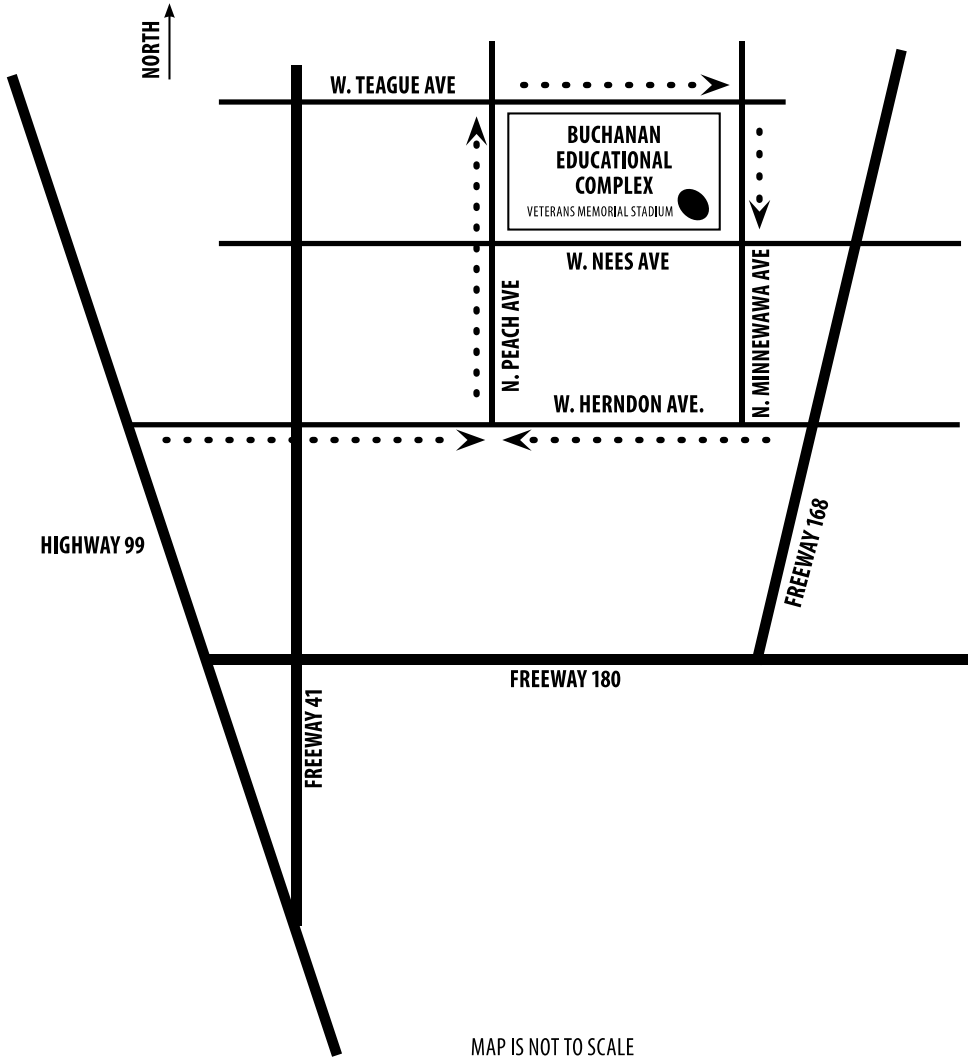 NORTH
W. TEAGUE AVE
BUCHANAN
EDUCATIONAL
COMPLEX
VETERANS MEMORIAL STADIUM
W. NEES AVE
N. PEACH AVE
N. MINNEWAWA AVE
W. HERNDON AVE.
HIGHWAY 99
FREEWAY 168
FREEWAY 180
FREEWAY 41
MAP IS NOT TO SCALE